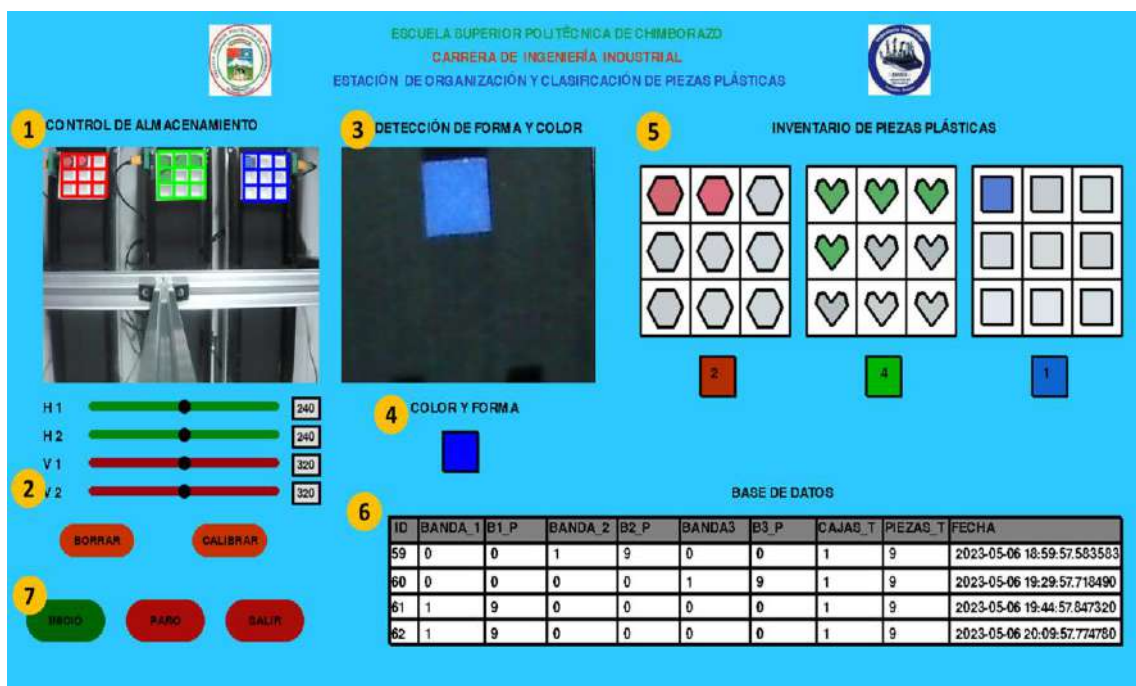 ESCUELA SUPERIOR POLITÉCNICA DE CHIMBORAZO
CARRERA DE INGENIERÍA INDUSTRIAL
ESTACIÓN DE ORGANIZACIÓN Y CLASIFICACIÓN DE PIEZAS PLÁSTICAS
1 CONTROL DE ALMACENAMIENTO
3 DETECCIÓN DE FORMA Y COLOR
5 INVENTARIO DE PIEZAS PLÁSTICAS
2 4 1
H 1 240
H 2 240
V 1 320
2 V 2 320
BORRAR CALIBRAR
4 COLOR Y FORMA
BASE DE DATOS
6
ID BANDA_1 B1_P BANDA_2 B2_P BANDA3 B3_P CAJAS_T PIEZAS_T FECHA
59 0 0 1 9 0 0 1 9 2023-05-06 18:59:57.583583
60 0 0 0 0 1 9 1 9 2023-05-06 19:29:57.718490
61 1 9 0 0 0 0 1 9 2023-05-06 19:44:57.847320
62 1 9 0 0 0 0 1 9 2023-05-06 20:09:57.774780
7
INICIO PARO SALIR